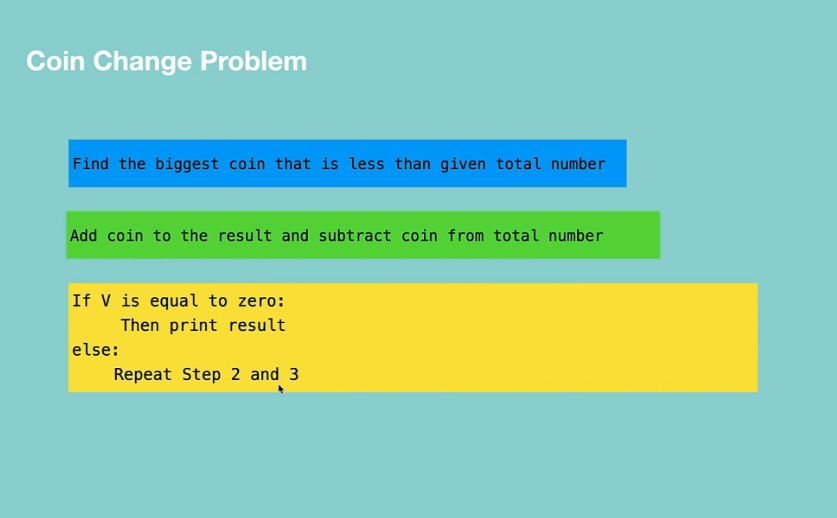 Coin Change Problem
Find the biggest coin that is less than given total number
Add coin to the result and subtract coin from total number
If V is equal to zero:
Then print result
else:
Repeat Step 2 and 3